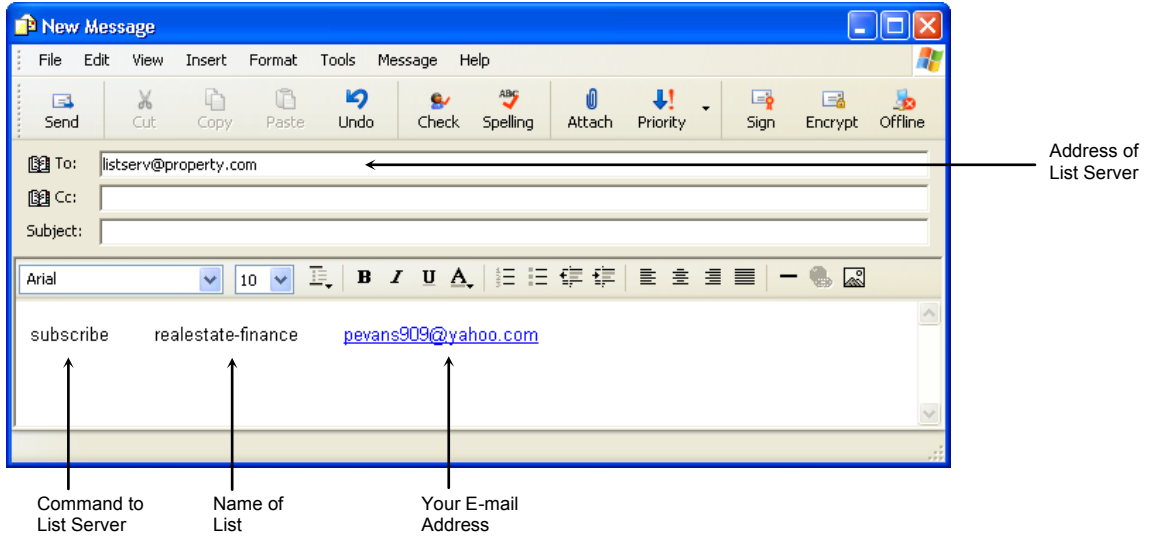 New Message
File Edit View Insert Format Tools Message Help
ABC
Send Cut Copy Paste Undo Check Spelling Attach Priority Sign Encrypt Offline
To: listserv@property.com
Address of
List Server
Cc:
Subject:
Arial 10 B I U A
subscribe realestate-finance pevans909@yahoo.com
Command to
List Server
Name of
List
Your E-mail
Address